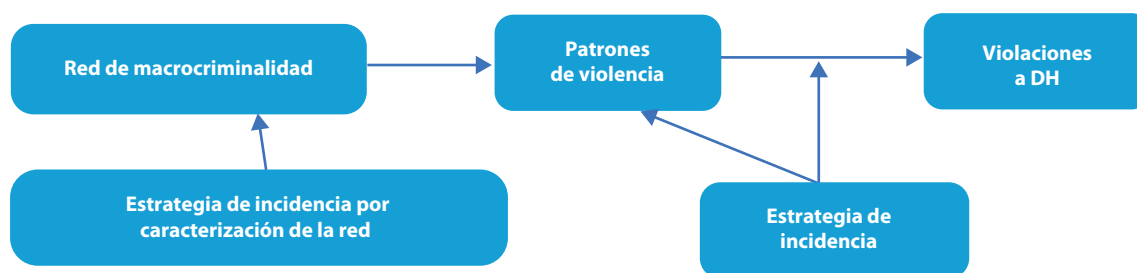 Red de macrocriminalidad
Patrones
de violencia
Violaciones
a DH
Estrategia de incidencia por
caracterización de la red
Estrategia de
incidencia